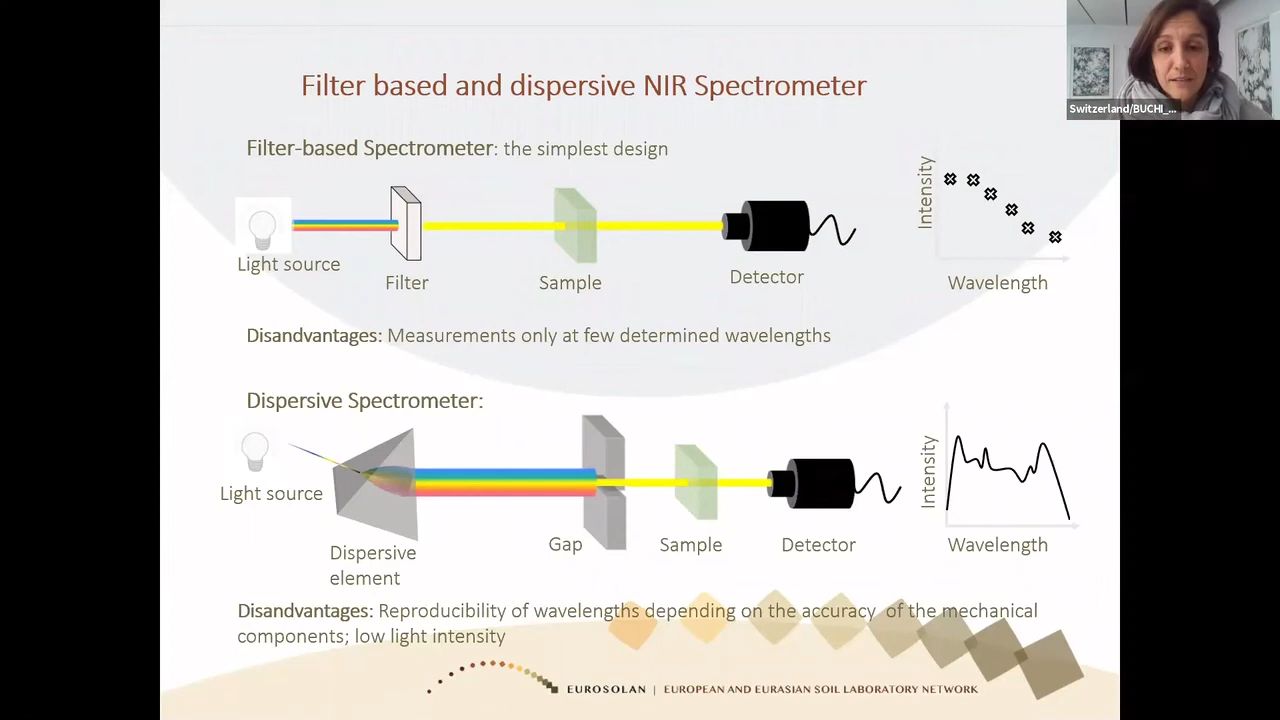 Switzerland/BUCHI_...
Filter based and dispersive NIR Spectrometer
Filter-based Spectrometer: the simplest design
Light source
Filter
Sample
Detector
Intensity
Wavelength
Disandvantages: Measurements only at few determined wavelengths
Dispersive Spectrometer:
Light source
Dispersive
element
Gap
Sample
Detector
Intensity
Wavelength
Disandvantages: Reproducibility of wavelengths depending on the accuracy of the mechanical
components; low light intensity
EUROSOLAN | EUROPEAN AND EURASIAN SOIL LABORATORY NETWORK